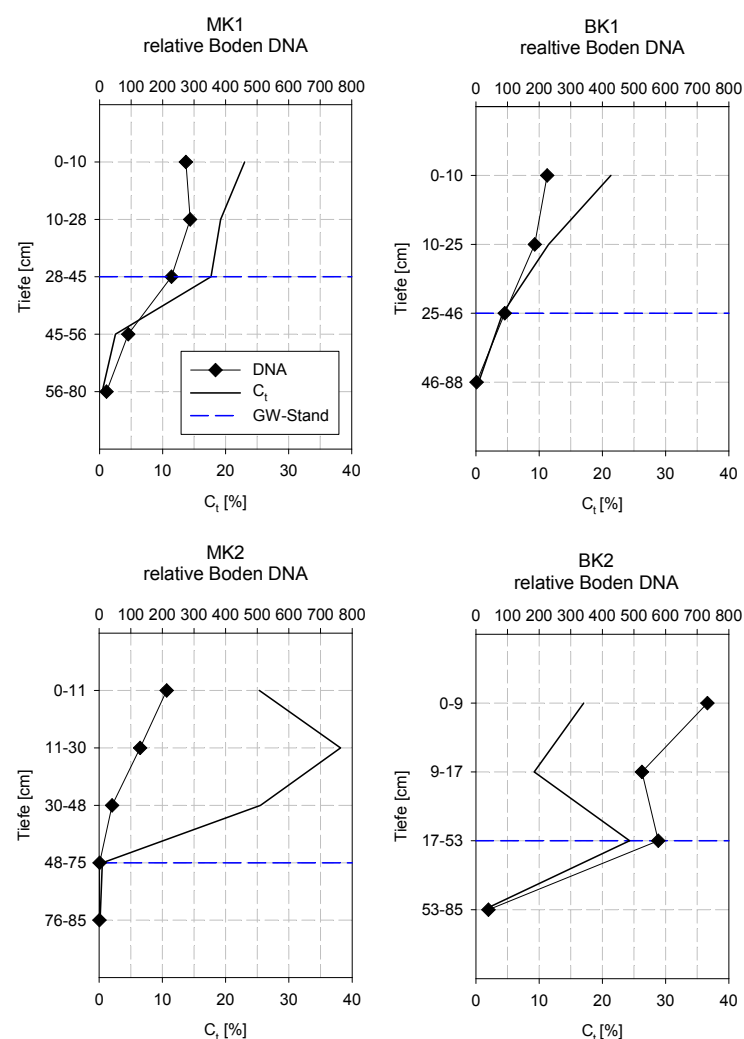 MK1
relative Boden DNA
0 100 200 300 400 500 600 700 800
0-10
10-28
28-45
45-56
56-80
Tiefe [cm]
DNA
Ct
GW-Stand
0 10 20 30 40
Ct [%]
BK1
realtive Boden DNA
0 100 200 300 400 500 600 700 800
0-10
10-25
25-46
46-88
Tiefe [cm]
0 10 20 30 40
Ct [%]
MK2
relative Boden DNA
0 100 200 300 400 500 600 700 800
0-11
11-30
30-48
48-75
76-85
Tiefe [cm]
0 10 20 30 40
Ct [%]
BK2
relative Boden DNA
0 100 200 300 400 500 600 700 800
0-9
9-17
17-53
53-85
Tiefe [cm]
0 10 20 30 40
Ct [%]